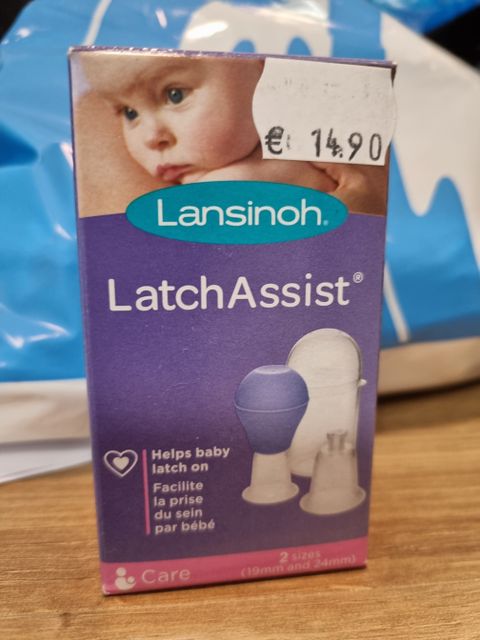 € 14.90
Lansinoh®
LatchAssist®
Helps baby
latch on
Facilite
la prise
du sein
par bébé
Care
2 sizes
(19mm and 24mm)